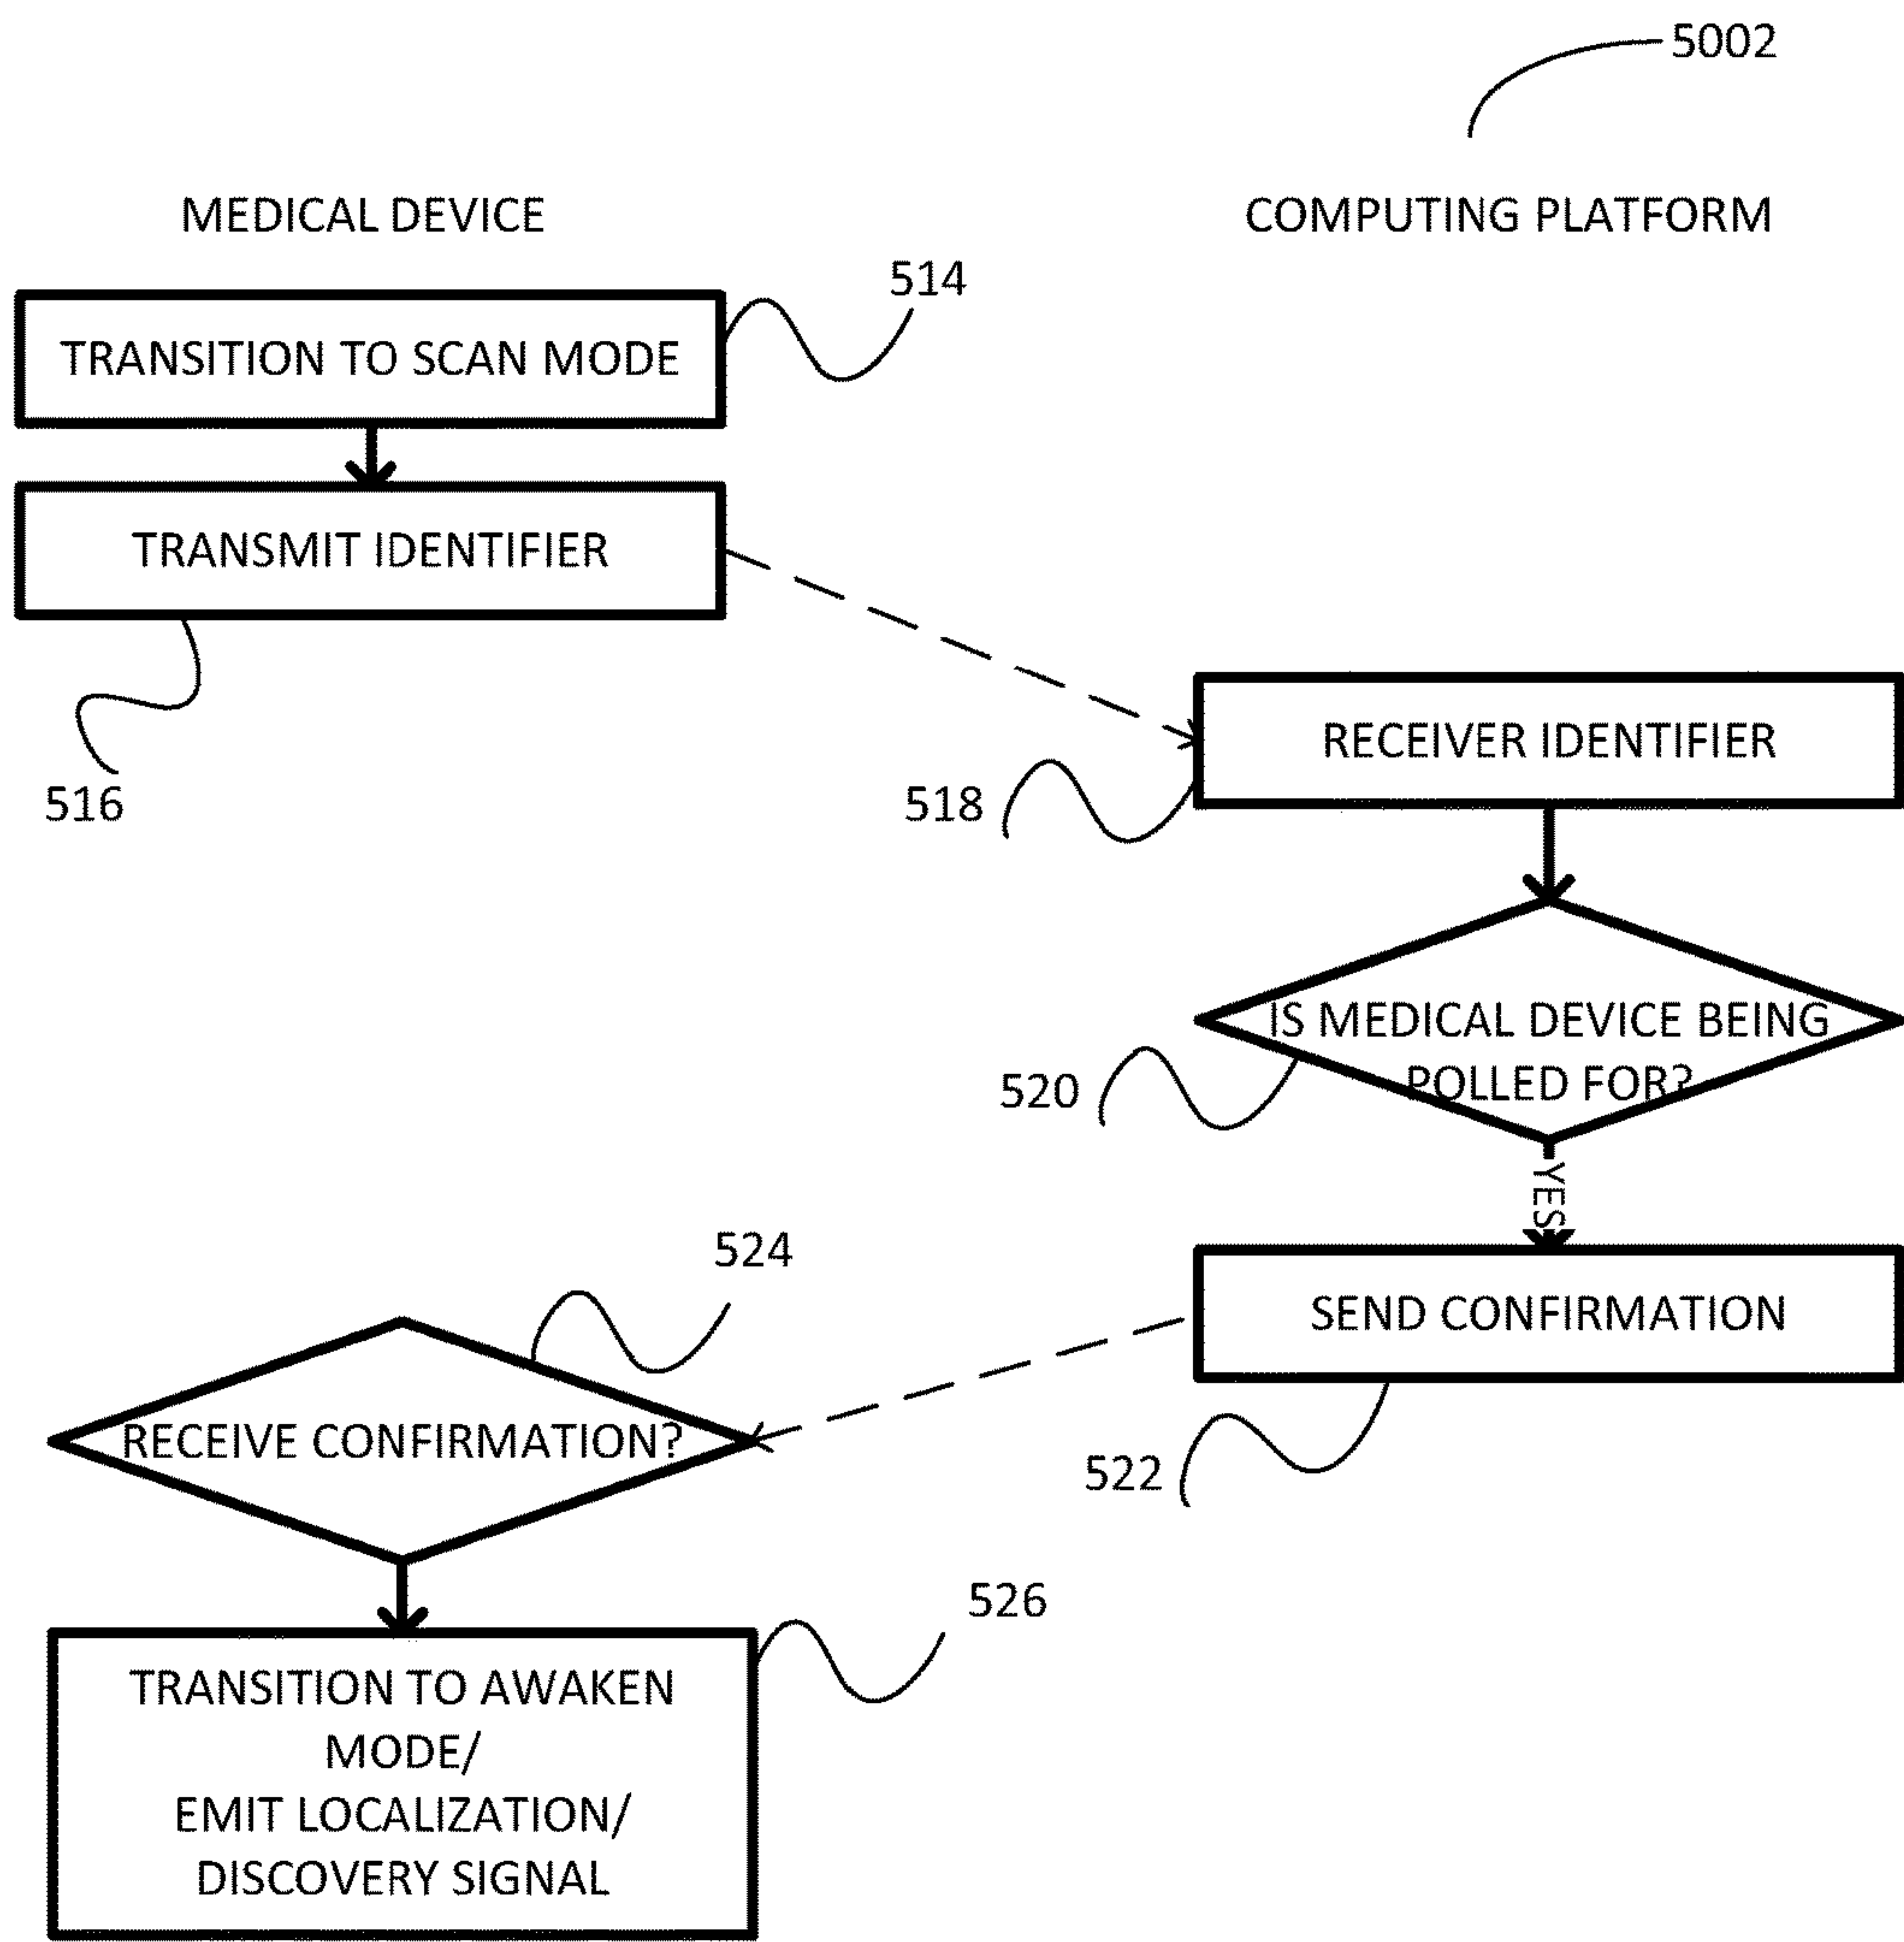 5002
MEDICAL DEVICE
COMPUTING PLATFORM
514
TRANSITION TO SCAN MODE
TRANSMIT IDENTIFIER
516
518
RECEIVER IDENTIFIER
IS MEDICAL DEVICE BEING
POLLED FOR?
520
YES
524
SEND CONFIRMATION
RECEIVE CONFIRMATION?
522
526
TRANSITION TO AWAKEN
MODE/
EMIT LOCALIZATION/
DISCOVERY SIGNAL